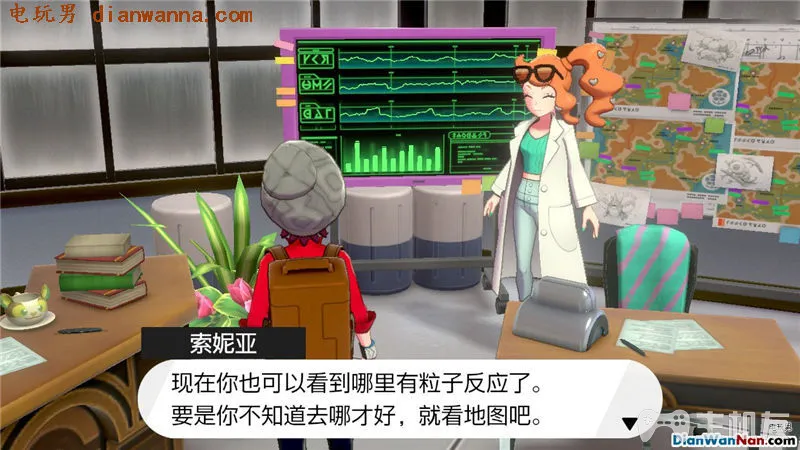 电玩男 dianwanna.com
索妮亚
现在你也可以看到哪里有粒子反应了。
要是你不知道去哪才好，就看地图吧。
DianWanNan.com